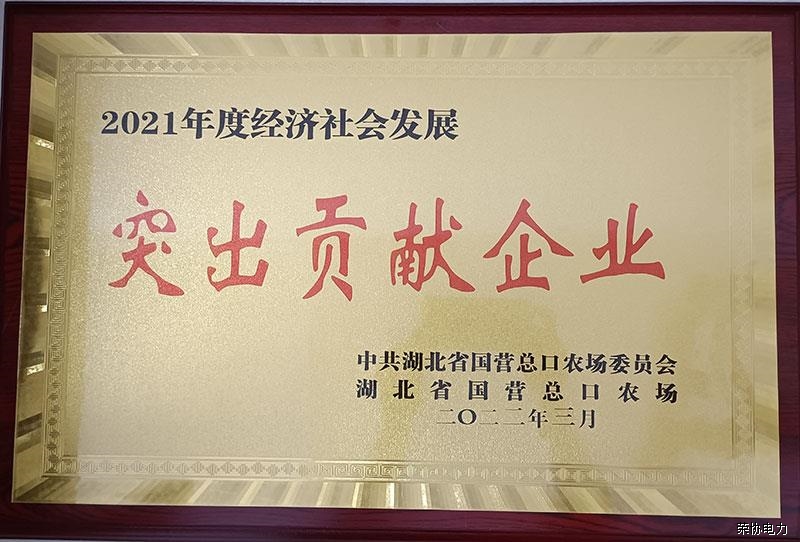 2021年度经济社会发展
突出贡献企业
中共湖北省国营总口农场委员会
湖北省国营总口农场
二〇二二年三月
荣协电力